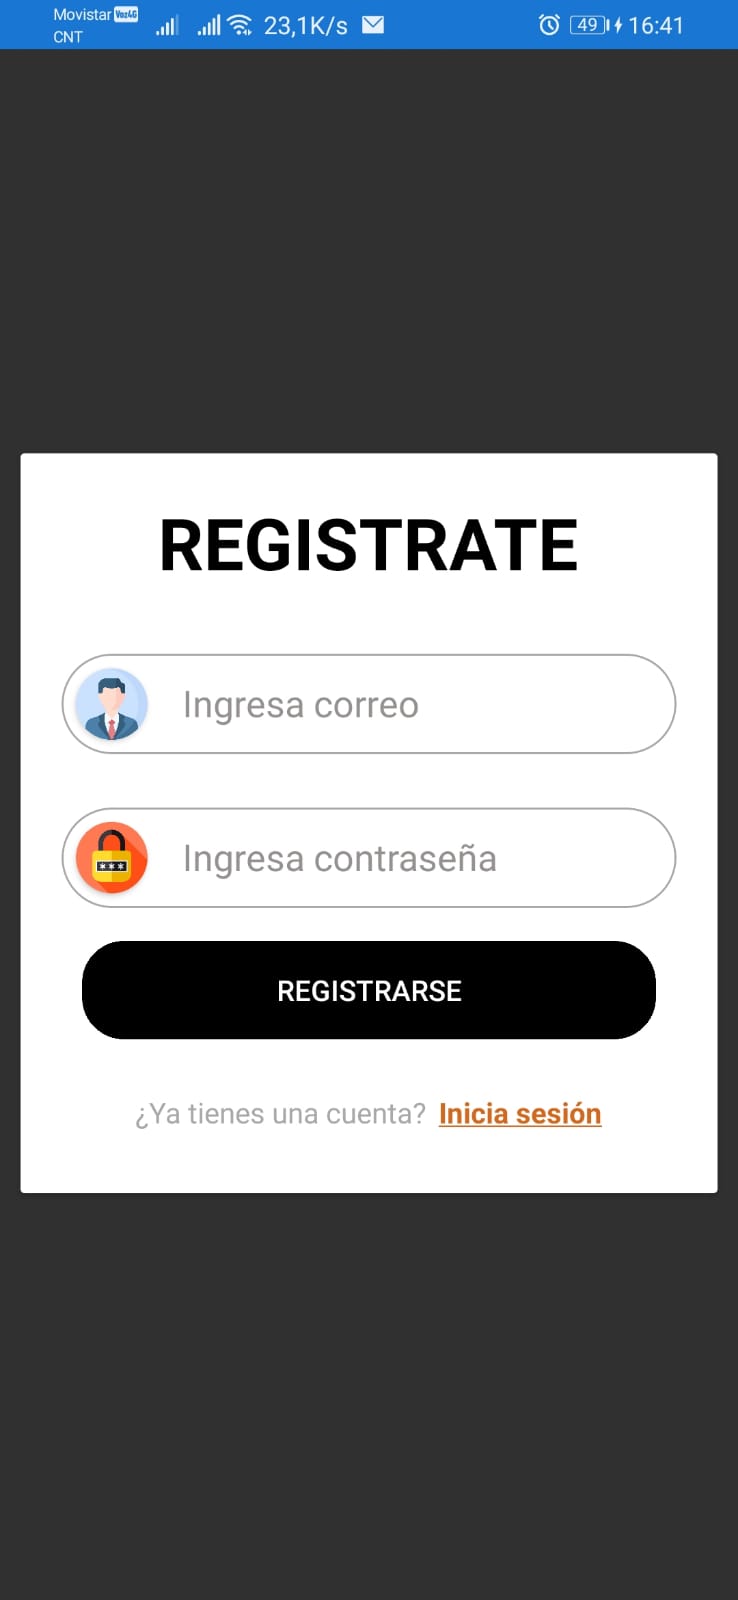 Movistar Voz4G
CNT
23,1K/s
49
16:41
REGISTRATE
Ingresa correo
***
Ingresa contraseña
REGISTRARSE
¿Ya tienes una cuenta? Inicia sesión